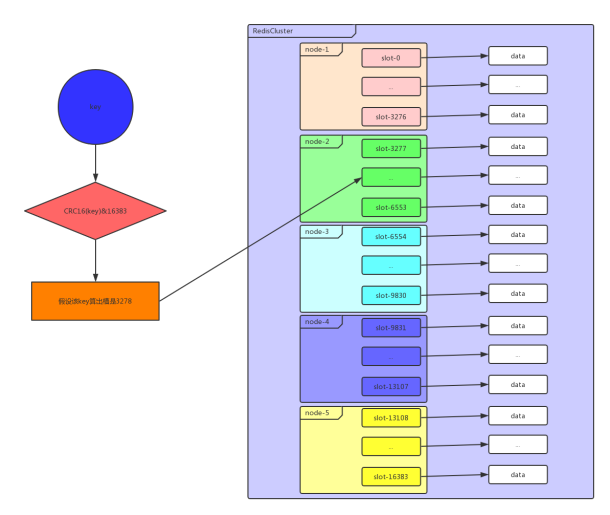 RedisCluster
node-1
slot-0
data
...
...
slot-3276
data
key
node-2
slot-3277
data
...
...
slot-6553
data
CRC16(key)&16383
node-3
slot-6554
data
...
...
slot-9830
data
假设该key算出槽是3278
node-4
slot-9831
data
...
...
slot-13107
data
node-5
slot-13108
data
...
...
slot-16383
data